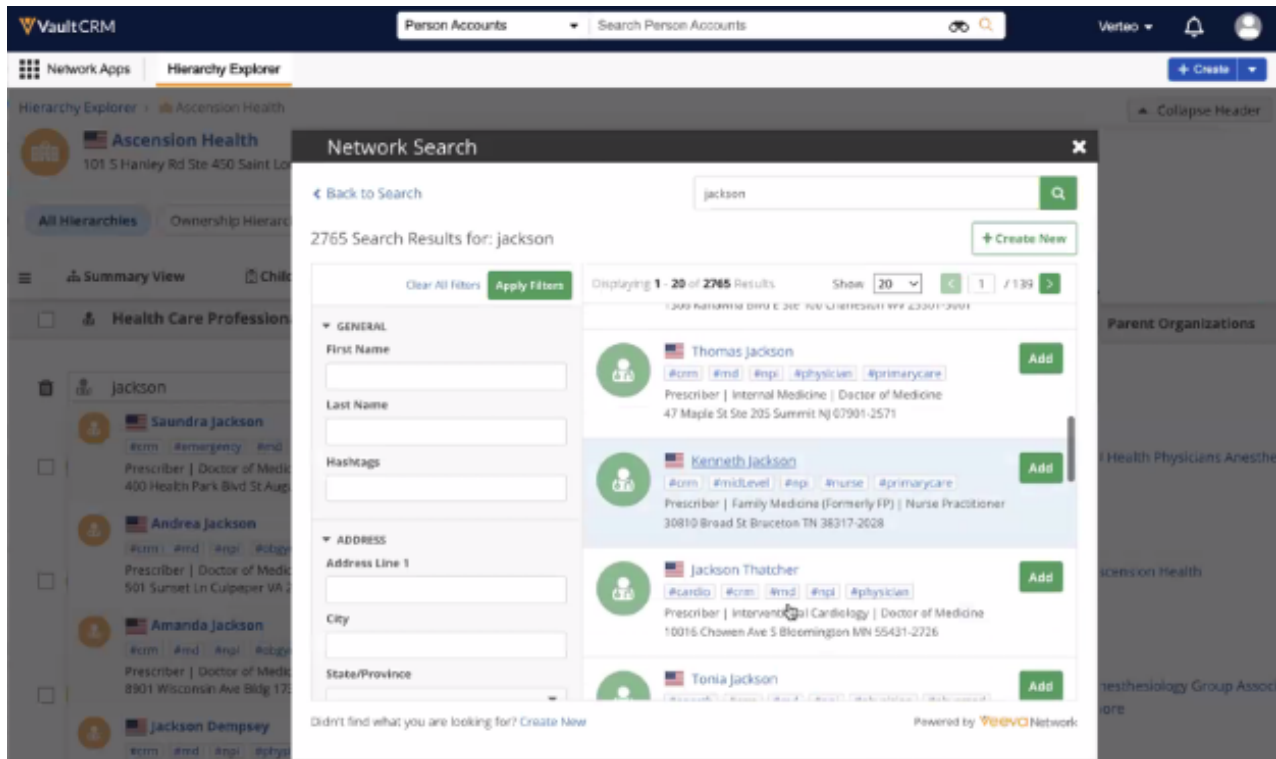 VaultCRM
Person Accounts
Search Person Accounts
Verteo
Network Apps
Hierarchy Explorer
+ Create
Hierarchy Explorer › Ascension Health
Collapse Header
Ascension Health
101 S Hanley Rd Ste 450 Saint Lo
All Hierarchies
Ownership Hierarc
Summary View
Chil
Health Care Profession
Parent Organizations
jackson
Saundra Jackson
#crm #emergency #md
Prescriber | Doctor of Medic
400 Health Park Blvd St Aug
Health Physicians Anesthe
Andrea Jackson
#crm #md #npi #obgy
Prescriber | Doctor of Medic
501 Sunset Ln Culpeper VA 2
scension Health
Amanda Jackson
#crm #md #npi #obgy
Prescriber | Doctor of Medic
8901 Wisconsin Ave Bldg 17
nesthesiology Group Assoc
ore
Jackson Dempsey
#crm #md #npi #physi
Network Search
Back to Search
jackson
2765 Search Results for: jackson
+ Create New
Clear All Filters
Apply Filters
GENERAL
First Name
Last Name
Hashtags
ADDRESS
Address Line 1
City
State/Province
Displaying 1 - 20 of 2765 Results
Show 20
1 / 139
Thomas Jackson
#crm #md #npi #physician #primarycare
Prescriber | Internal Medicine | Doctor of Medicine
47 Maple St Ste 205 Summit NJ 07901-2571
Add
Kenneth Jackson
#crm #midLevel #npi #nurse #primarycare
Prescriber | Family Medicine (Formerly FP) | Nurse Practitioner
30810 Broad St Bruceton TN 38317-2028
Add
Jackson Thatcher
#cardio #crm #md #npi #physician
Prescriber | Interventional Cardiology | Doctor of Medicine
10016 Chowen Ave S Bloomington MN 55431-2726
Add
Tonia Jackson
Add
Didn't find what you are looking for? Create New
Powered by Veeva Network